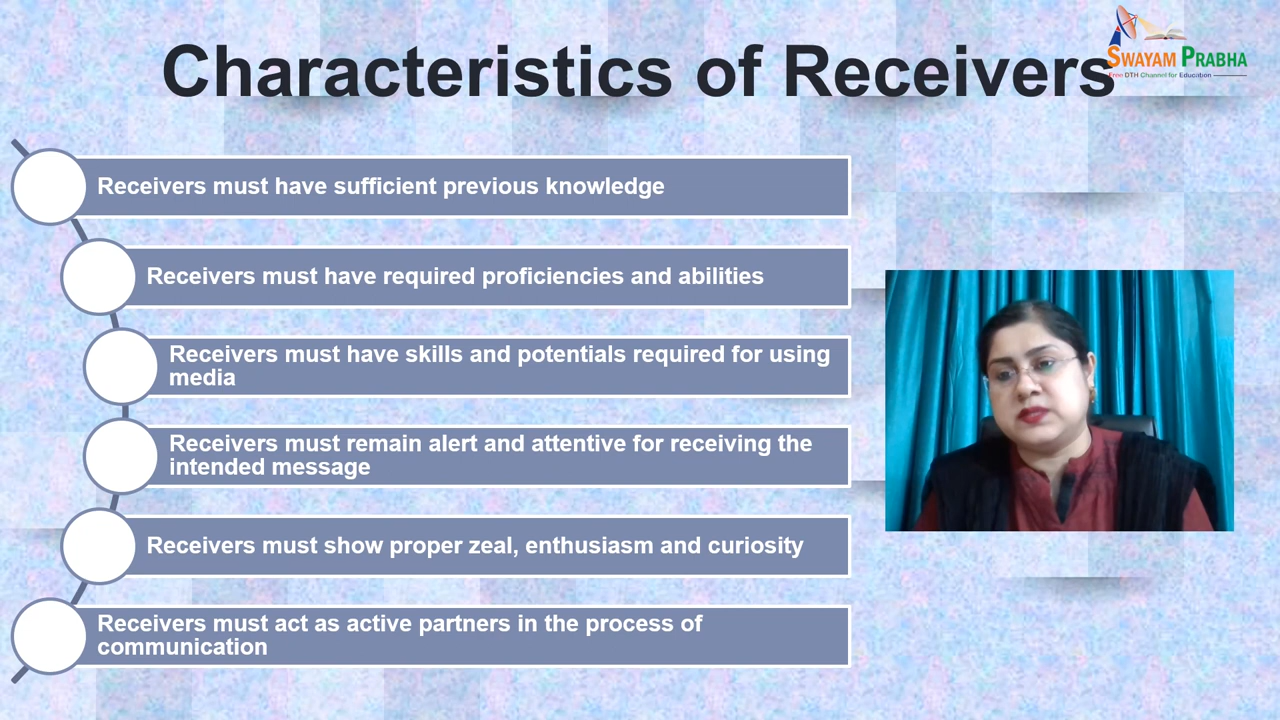 Characteristics of Receivers
SWAYAM PRABHA
Free DTH Channel for Education
Receivers must have sufficient previous knowledge
Receivers must have required proficiencies and abilities
Receivers must have skills and potentials required for using
media
Receivers must remain alert and attentive for receiving the
intended message
Receivers must show proper zeal, enthusiasm and curiosity
Receivers must act as active partners in the process of
communication